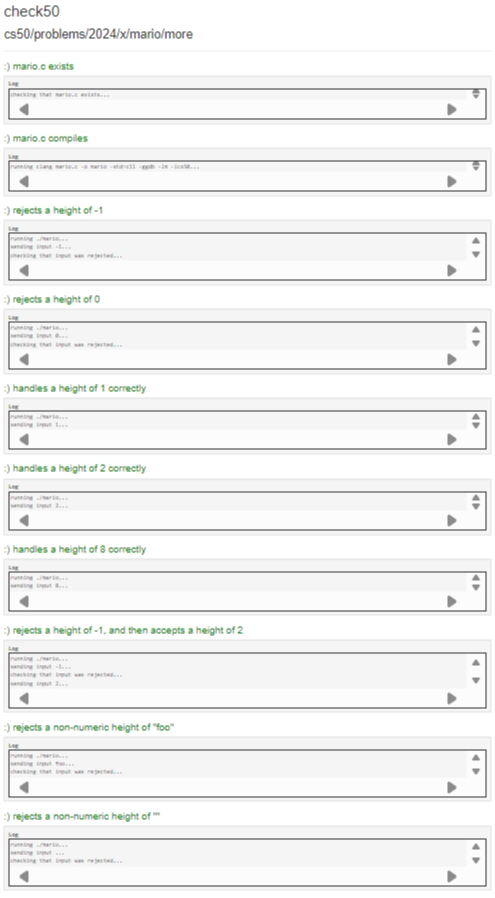 check50
cs50/problems/2024/x/mario/more
:) mario.c exists
Log
checking that mario.c exists...
:) mario.c compiles
Log
running clang mario.c -o mario -std=c11 -ggdb -lm -lcs50...
:) rejects a height of -1
Log
running ./mario...
sending input -1...
checking that input was rejected...
:) rejects a height of 0
Log
running ./mario...
sending input 0...
checking that input was rejected...
:) handles a height of 1 correctly
Log
running ./mario...
sending input 1...
:) handles a height of 2 correctly
Log
running ./mario...
sending input 2...
:) handles a height of 8 correctly
Log
running ./mario...
sending input 8...
:) rejects a height of -1, and then accepts a height of 2
Log
running ./mario...
sending input -1...
checking that input was rejected...
sending input 2...
:) rejects a non-numeric height of "foo"
Log
running ./mario...
sending input foo...
checking that input was rejected...
:) rejects a non-numeric height of ""
Log
running ./mario...
sending input ...
checking that input was rejected...